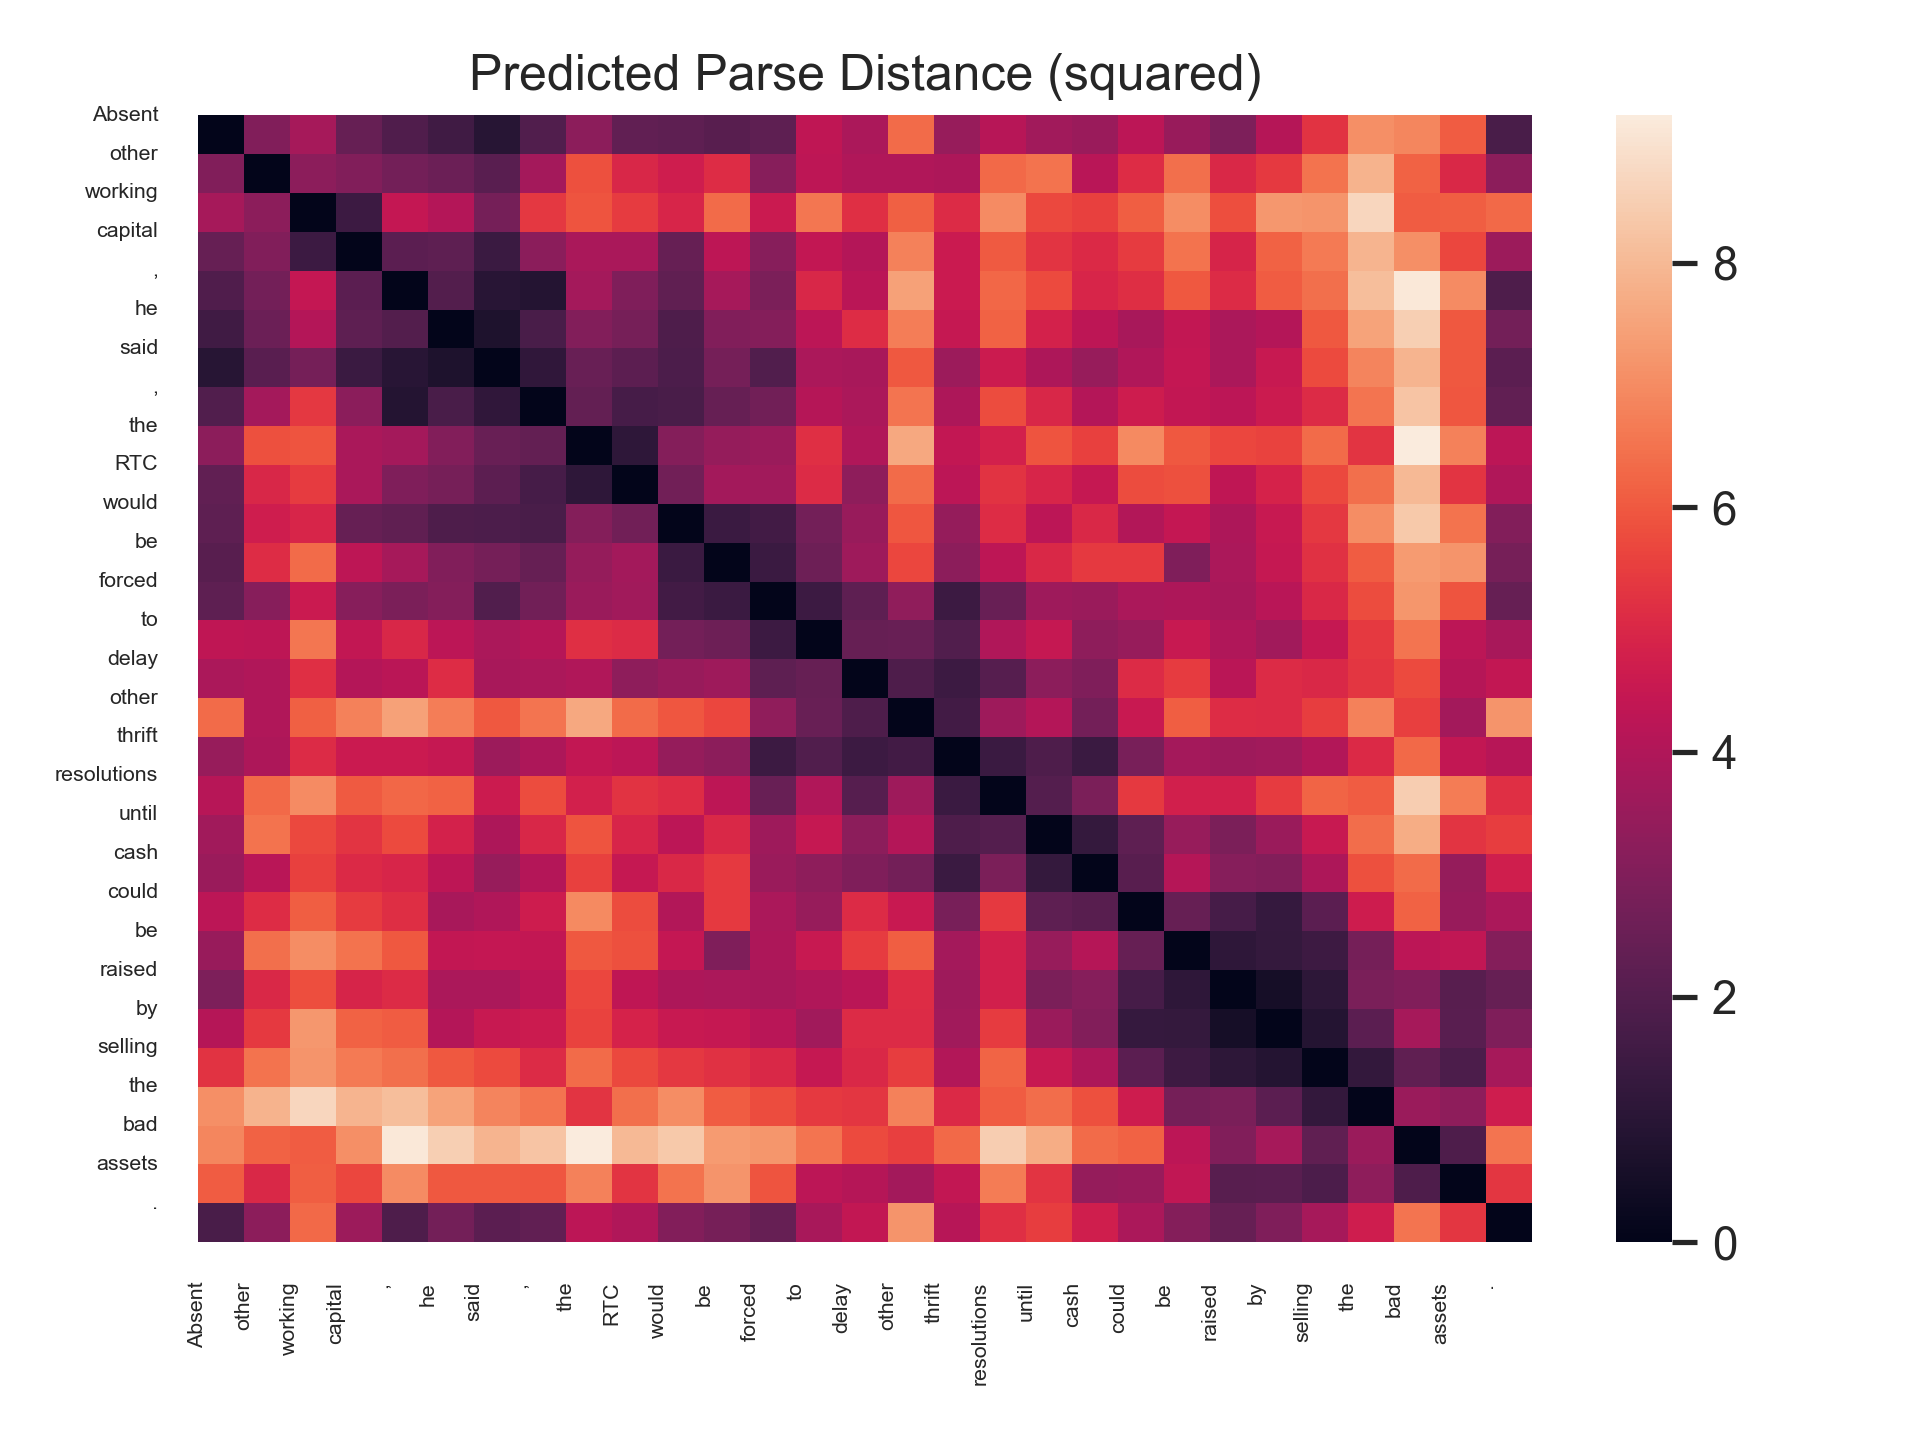 Predicted Parse Distance (squared)
Absent
other
working
capital
,
he
said
,
the
RTC
would
be
forced
to
delay
other
thrift
resolutions
until
cash
could
be
raised
by
selling
the
bad
assets
.
8
6
4
2
0
Absent
other
working
capital
,
he
said
,
the
RTC
would
be
forced
to
delay
other
thrift
resolutions
until
cash
could
be
raised
by
selling
the
bad
assets
.